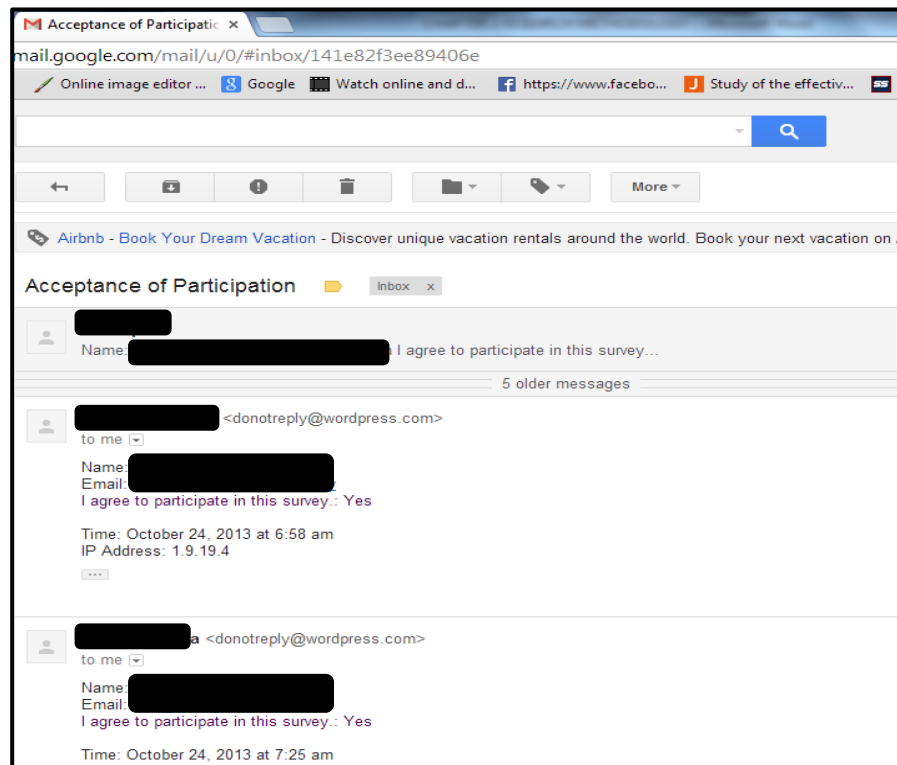 Acceptance of Participatic ×
mail.google.com/mail/u/0/#inbox/141e82f3ee89406e
Online image editor ... Google Watch online and d... https://www.facebo... Study of the effectiv... SS
More
Airbnb - Book Your Dream Vacation - Discover unique vacation rentals around the world. Book your next vacation on
Acceptance of Participation Inbox x
Name: I agree to participate in this survey...
5 older messages
<donotreply@wordpress.com>
to me
Name:
Email:
I agree to participate in this survey.: Yes
Time: October 24, 2013 at 6:58 am
IP Address: 1.9.19.4
...
a <donotreply@wordpress.com>
to me
Name:
Email:
I agree to participate in this survey.: Yes
Time: October 24, 2013 at 7:25 am